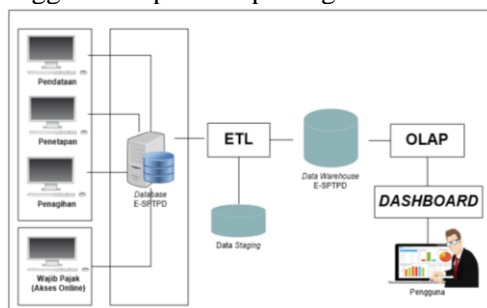 Pendataan
Penetapan
Penagihan
Wajib Pajak
(Akses Online)
Database
E-SPTPD
ETL
Data Staging
Data Warehouse
E-SPTPD
OLAP
DASHBOARD
Pengguna